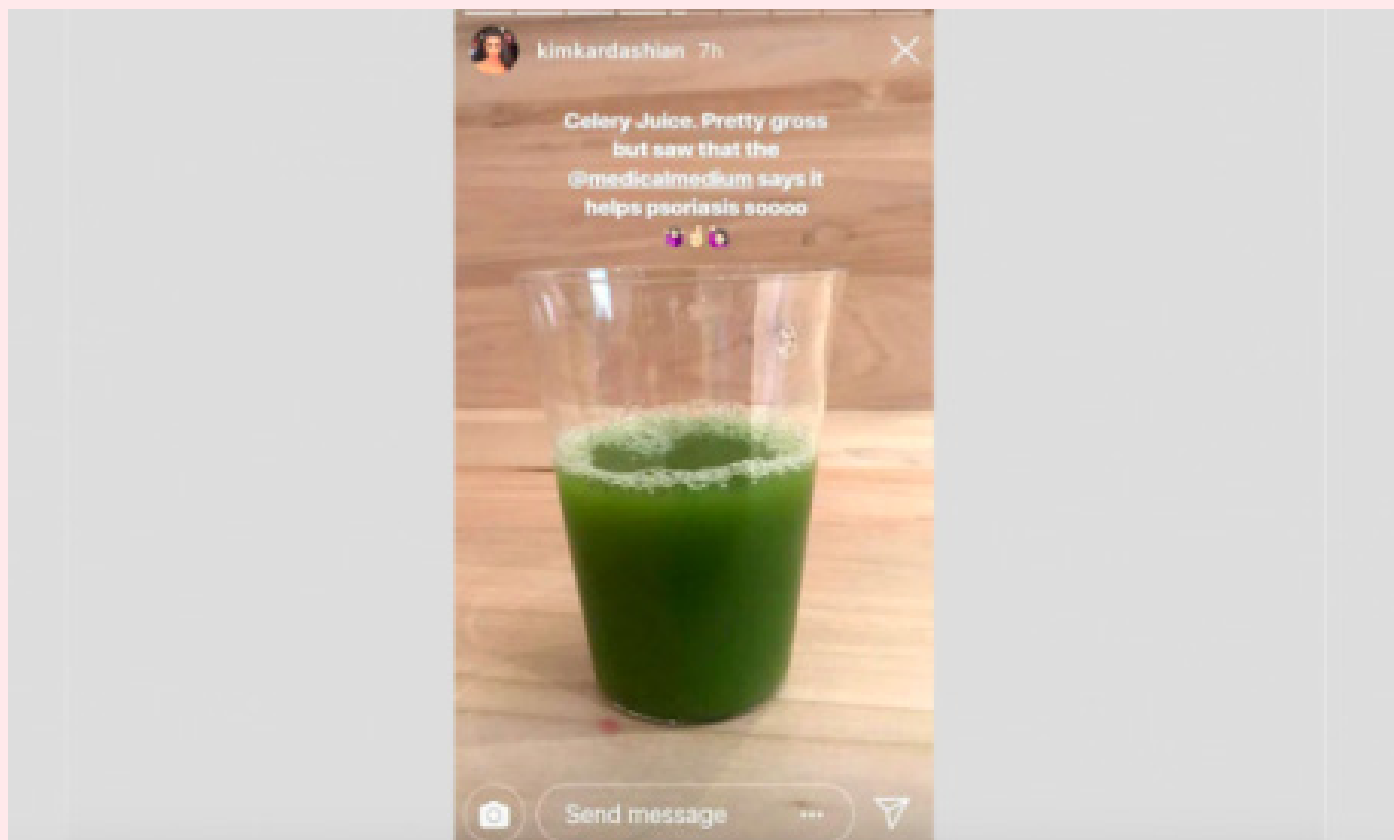 kimkardashian 7h
Celery Juice. Pretty gross
but saw that the
@medicalmedium says it
helps psoriasis soooo
Send message